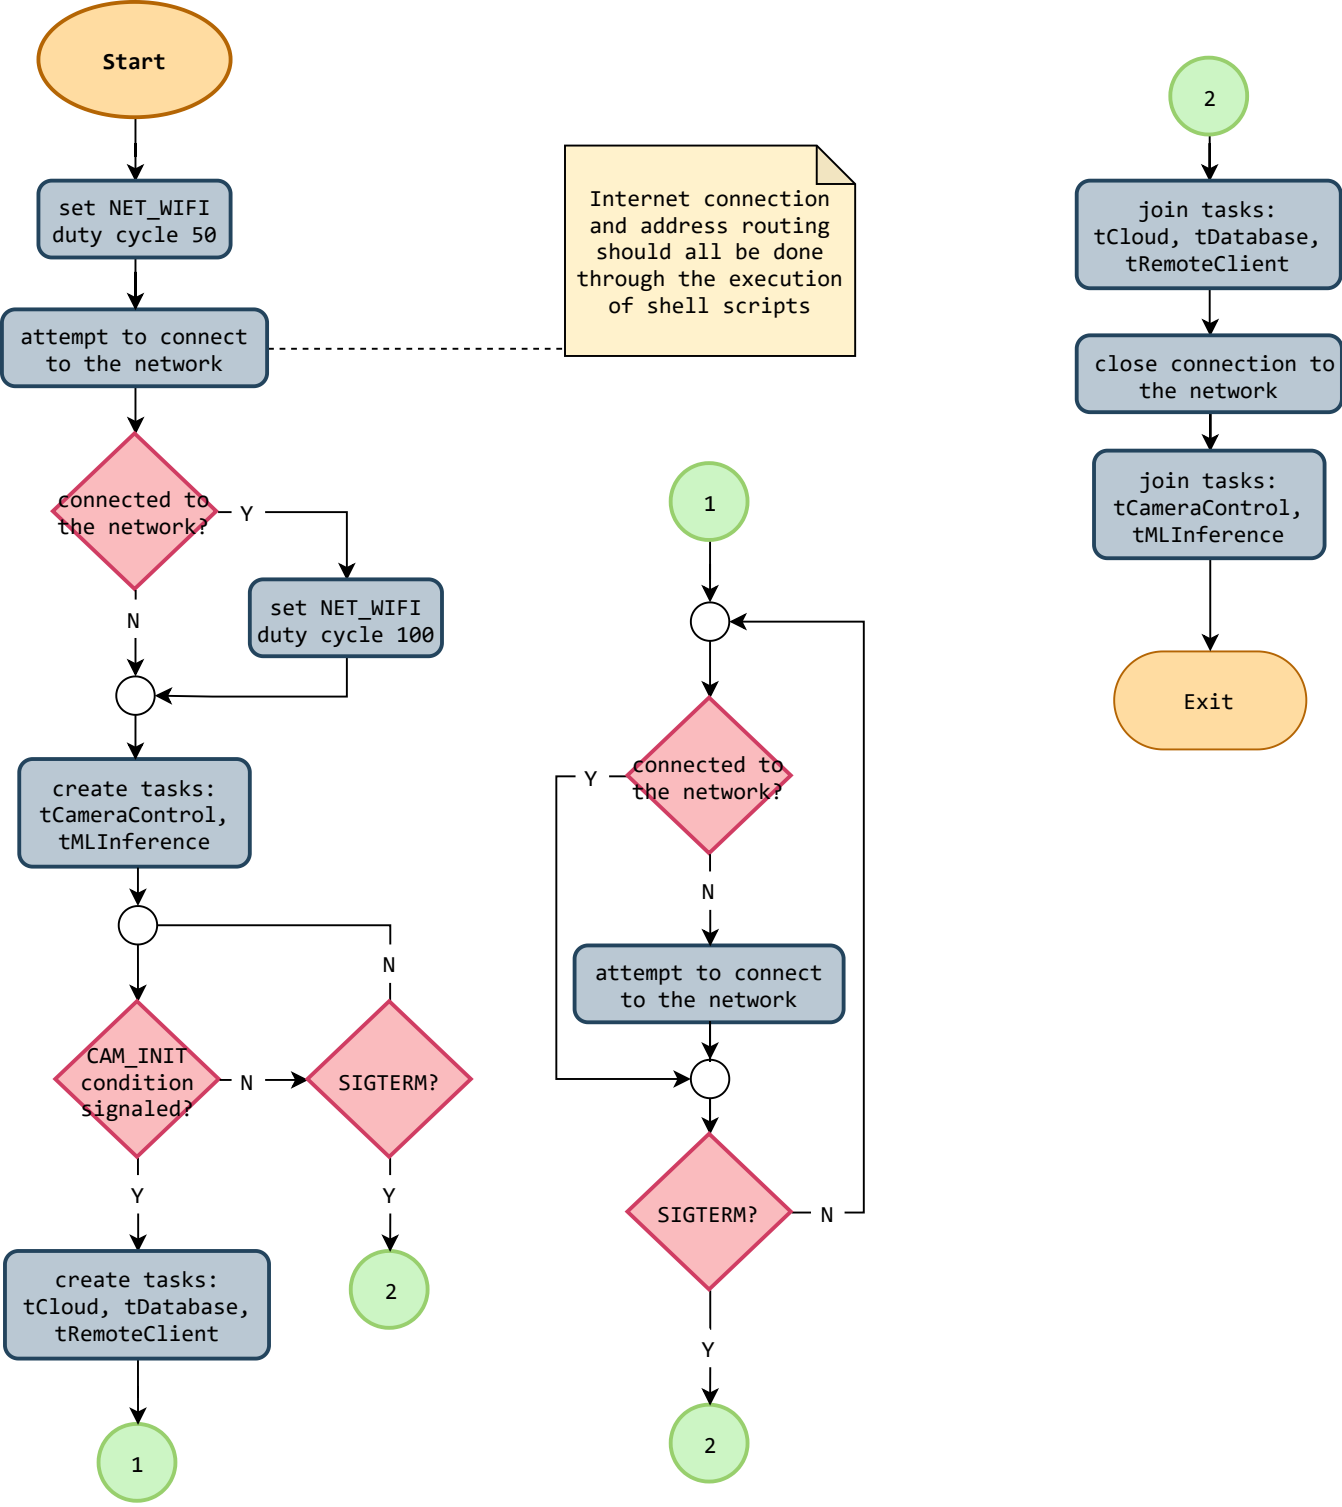 Start
set NET_WIFI
duty cycle 50
attempt to connect
to the network
Internet connection
and address routing
should all be done
through the execution
of shell scripts
connected to
the network?
Y
N
set NET_WIFI
duty cycle 100
create tasks:
tCameraControl,
tMLInference
CAM_INIT
condition
signaled?
N
SIGTERM?
N
Y
Y
create tasks:
tCloud, tDatabase,
tRemoteClient
2
1
1
connected to
the network?
Y
N
attempt to connect
to the network
SIGTERM?
N
Y
2
2
join tasks:
tCloud, tDatabase,
tRemoteClient
close connection to
the network
join tasks:
tCameraControl,
tMLInference
Exit